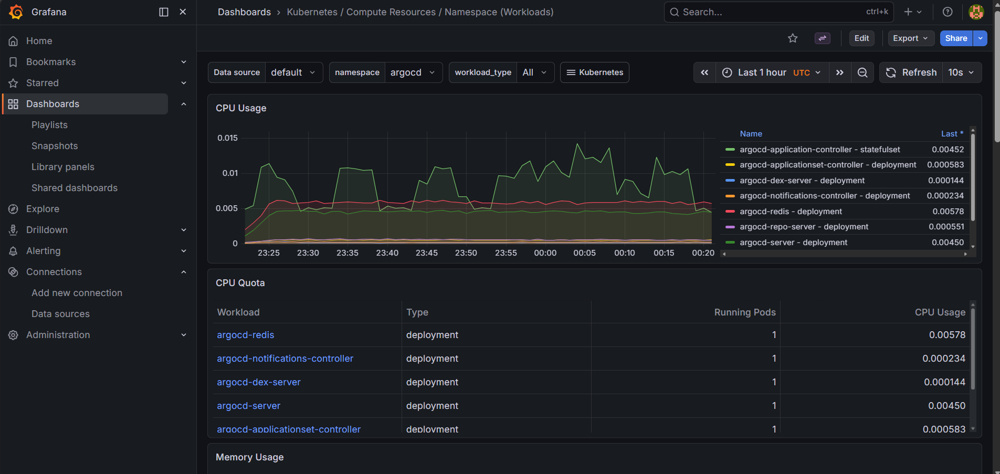 Grafana
Dashboards › Kubernetes / Compute Resources / Namespace (Workloads)
Search...
ctrl+k
Home
Bookmarks
Starred
Dashboards
Playlists
Snapshots
Library panels
Shared dashboards
Explore
Drilldown
Alerting
Connections
Add new connection
Data sources
Administration
Edit
Export
Share
Data source default
namespace argocd
workload_type All
Kubernetes
Last 1 hour UTC
Refresh 10s
CPU Usage
0.015
0.01
0.005
0
23:25 23:30 23:35 23:40 23:45 23:50 23:55 00:00 00:05 00:10 00:15 00:20
Name Last *
argocd-application-controller - statefulset 0.00452
argocd-applicationset-controller - deployment 0.000583
argocd-dex-server - deployment 0.000144
argocd-notifications-controller - deployment 0.000234
argocd-redis - deployment 0.00578
argocd-repo-server - deployment 0.000551
argocd-server - deployment 0.00450
CPU Quota
Workload Type Running Pods CPU Usage
argocd-redis deployment 1 0.00578
argocd-notifications-controller deployment 1 0.000234
argocd-dex-server deployment 1 0.000144
argocd-server deployment 1 0.00450
argocd-applicationset-controller deployment 1 0.000583
Memory Usage